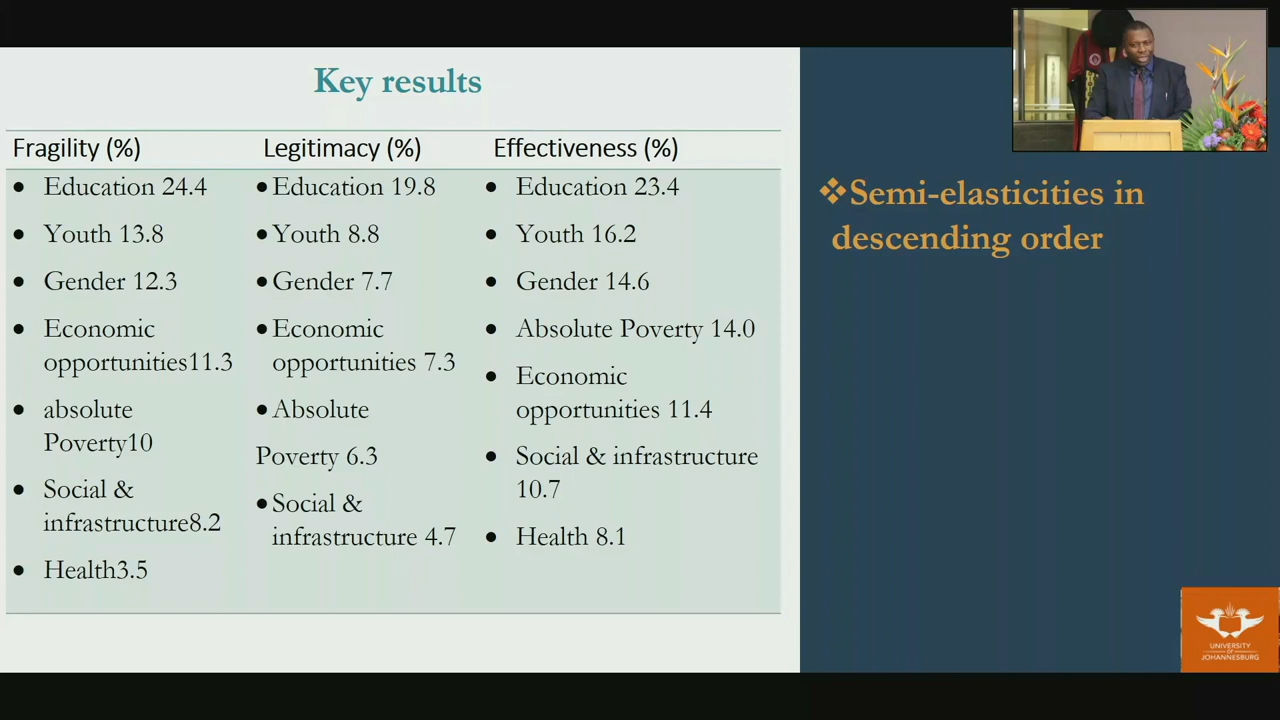 Key results
Fragility (%)
Legitimacy (%)
Effectiveness (%)
• Education 24.4
• Youth 13.8
• Gender 12.3
• Economic
opportunities11.3
• absolute
Poverty10
• Social &
infrastructure8.2
• Health3.5
• Education 19.8
• Youth 8.8
• Gender 7.7
• Economic
opportunities 7.3
• Absolute
Poverty 6.3
• Social &
infrastructure 4.7
• Education 23.4
• Youth 16.2
• Gender 14.6
• Absolute Poverty 14.0
• Economic
opportunities 11.4
• Social & infrastructure
10.7
• Health 8.1
❖Semi-elasticities in
descending order
UNIVERSITY
OF
JOHANNESBURG